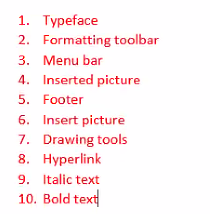 1. Typeface
2. Formatting toolbar
3. Menu bar
4. Inserted picture
5. Footer
6. Insert picture
7. Drawing tools
8. Hyperlink
9. Italic text
10. Bold text